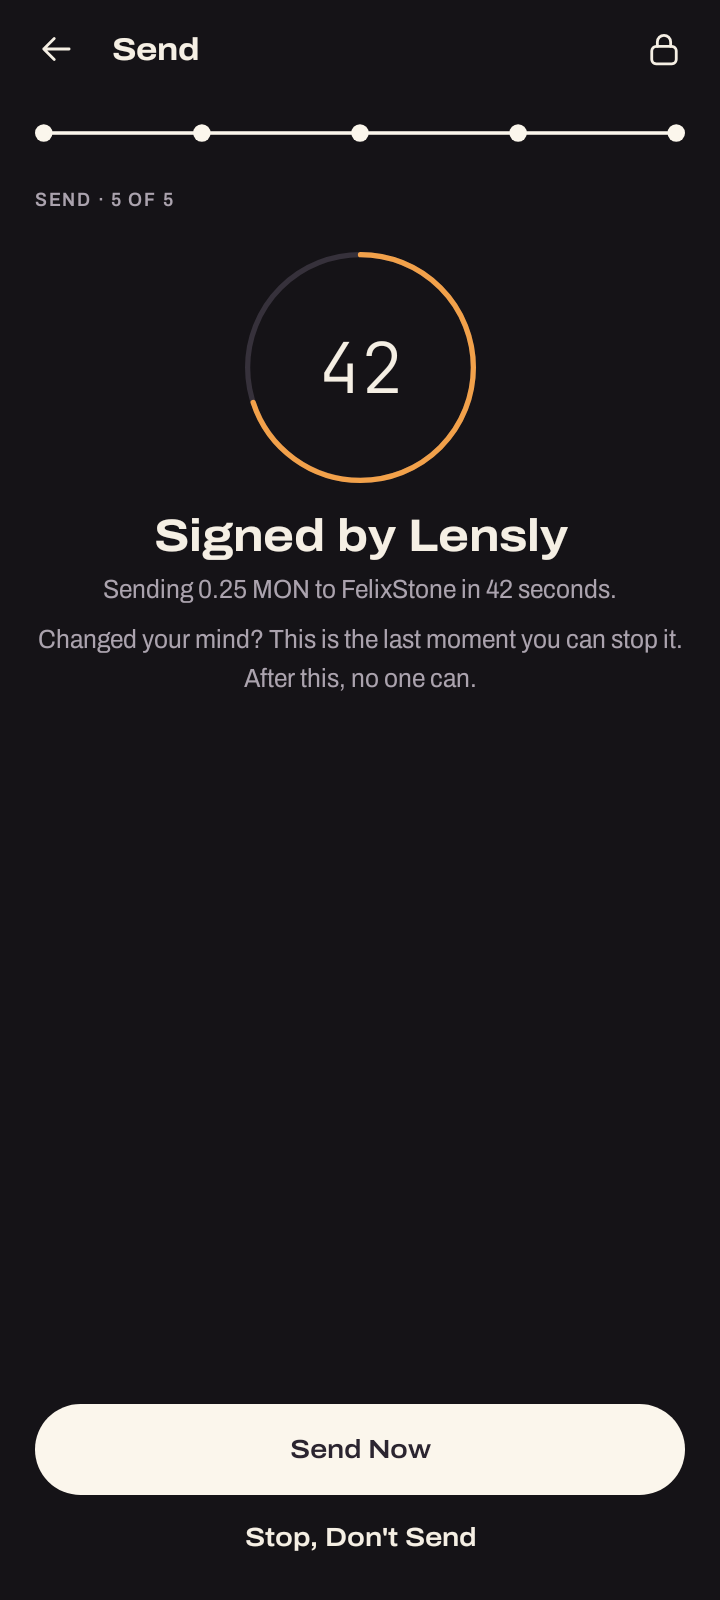 Send
SEND · 5 OF 5
42
Signed by Lensly
Sending 0.25 MON to FelixStone in 42 seconds.
Changed your mind? This is the last moment you can stop it.
After this, no one can.
Send Now
Stop, Don't Send